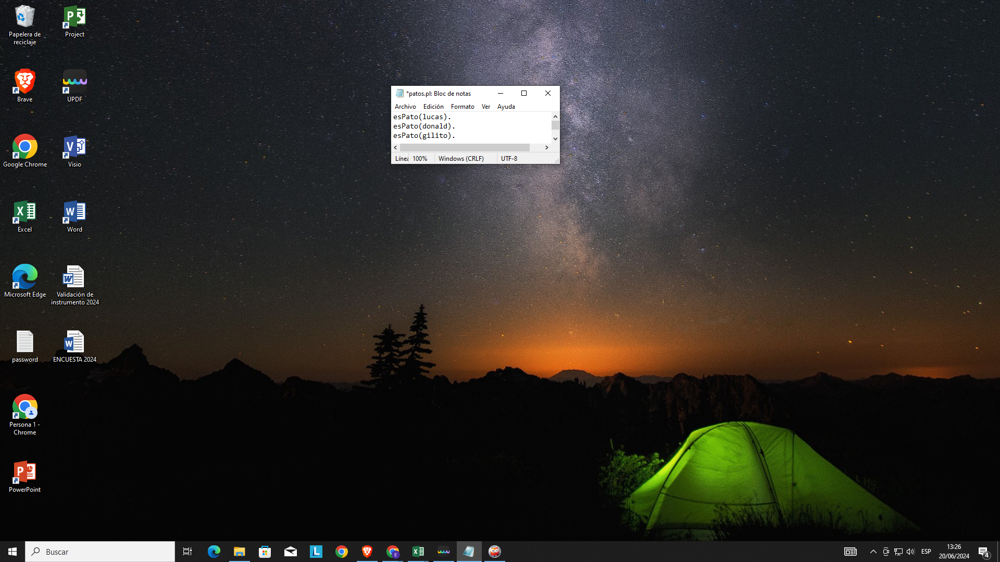 Papelera de
reciclaje
Project
Brave
UPDF
Google Chrome
Visio
Excel
Word
Microsoft Edge
Validación de
instrumento 2024
password
ENCUESTA 2024
Persona 1 -
Chrome
PowerPoint
*patos.pl: Bloc de notas
Archivo Edición Formato Ver Ayuda
esPato(lucas).
esPato(donald).
esPato(gilito).
Línea 100% Windows (CRLF) UTF-8
Buscar
ESP
13:26
20/06/2024
4